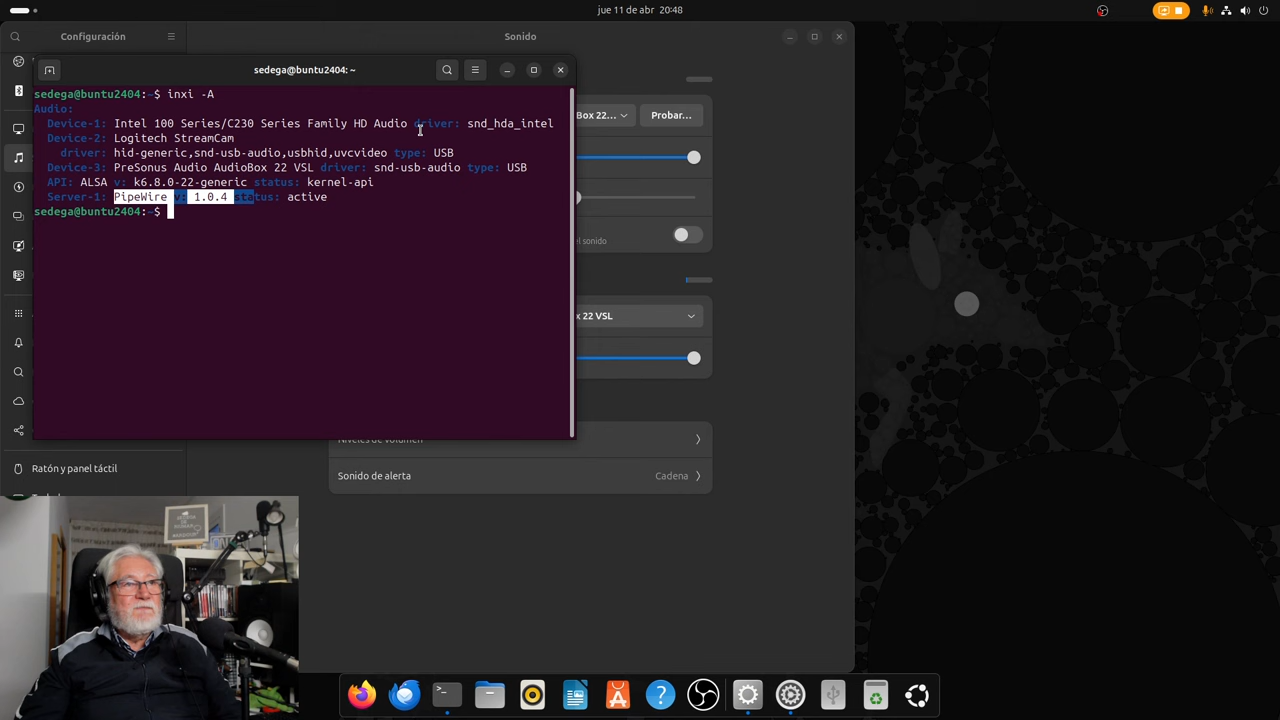 jue 11 de abr 20:48
Configuración
Sonido
sedega@buntu2404: ~
sedega@buntu2404:~$ inxi -A
Audio:
Device-1: Intel 100 Series/C230 Series Family HD Audio driver: snd_hda_intel
Device-2: Logitech StreamCam
driver: hid-generic,snd-usb-audio,usbhid,uvcvideo type: USB
Device-3: PreSonus Audio AudioBox 22 VSL driver: snd-usb-audio type: USB
API: ALSA v: k6.8.0-22-generic status: kernel-api
Server-1: PipeWire v: 1.0.4 status: active
sedega@buntu2404:~$
Box 22...
Probar...
el sonido
x 22 VSL
Niveles de volumen
Sonido de alerta
Cadena
Ratón y panel táctil